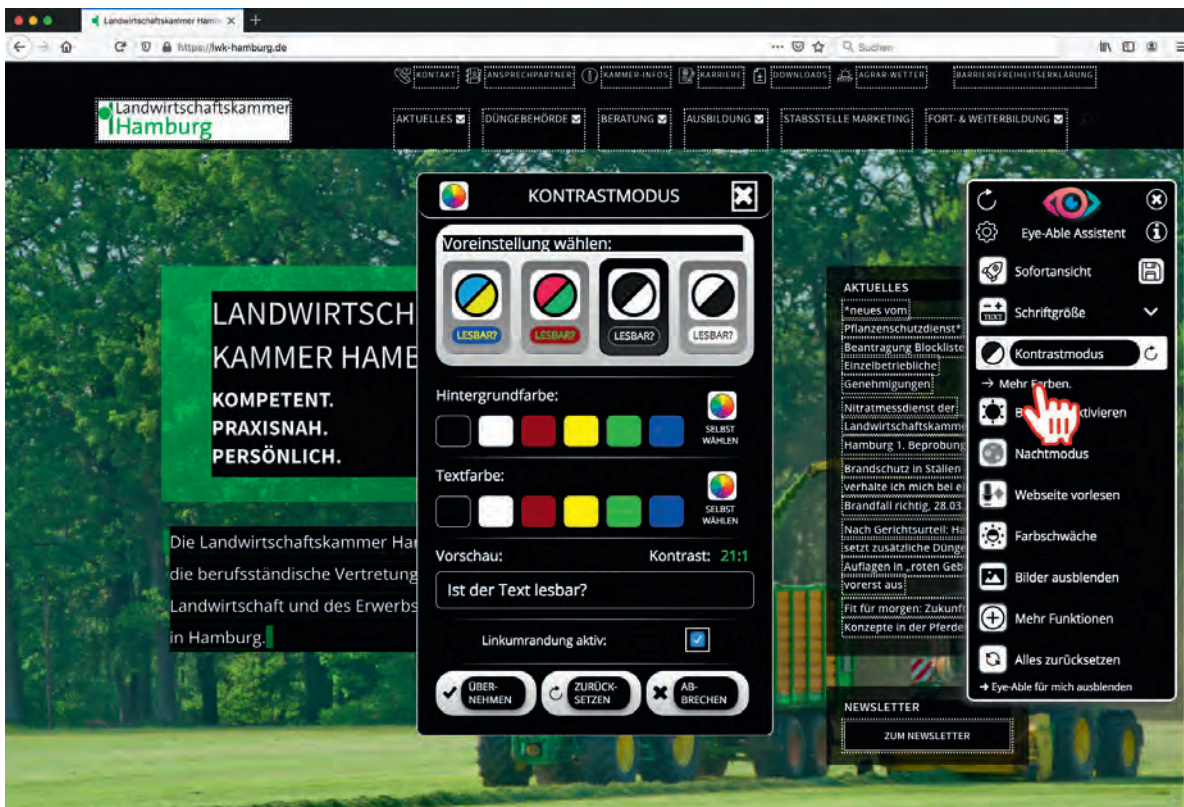 Landwirtschaftskammer Ham
https://lwk-hamburg.de
Suchen
KONTAKT
ANSPRECHPARTNER
KAMMER-INFOS
KARRIERE
DOWNLOADS
AGRAR-WETTER
BARRIEREFREIHEITSERKLÄRUNG
Landwirtschaftskammer
Hamburg
AKTUELLES
DÜNGEBEHÖRDE
BERATUNG
AUSBILDUNG
STABSSTELLE MARKETING
FORT- & WEITERBILDUNG
LANDWIRTSCH
KAMMER HAMB
KOMPETENT.
PRAXISNAH.
PERSÖNLICH.
Die Landwirtschaftskammer Ha
die berufsständische Vertretung
Landwirtschaft und des Erwerbs
in Hamburg.
KONTRASTMODUS
Voreinstellung wählen:
LESBAR?
LESBAR?
LESBAR?
LESBAR?
Hintergrundfarbe:
SELBST
WÄHLEN
Textfarbe:
SELBST
WÄHLEN
Vorschau:
Kontrast: 21:1
Ist der Text lesbar?
Linkumrandung aktiv:
ÜBER-
NEHMEN
ZURÜCK-
SETZEN
AB-
BRECHEN
AKTUELLES
*neues vom
Pflanzenschutzdienst*
Beantragung Blockliste
Einzelbetriebliche
Genehmigungen
Nitratmessdienst der
Landwirtschaftskamme
Hamburg 1. Beprobung
Brandschutz in Ställen
verhalte ich mich bei e
Brandfall richtig, 28.03.
Nach Gerichtsurteil: Ha
setzt zusätzliche Dünge
Auflagen in „roten Geb
vorerst aus
Fit für morgen: Zukunf
Konzepte in der Pferde
NEWSLETTER
ZUM NEWSLETTER
Eye-Able Assistent
Sofortansicht
TEXT
Schriftgröße
Kontrastmodus
→ Mehr Farben.
B ktivieren
Nachtmodus
Webseite vorlesen
Farbschwäche
Bilder ausblenden
Mehr Funktionen
Alles zurücksetzen
→ Eye-Able für mich ausblenden